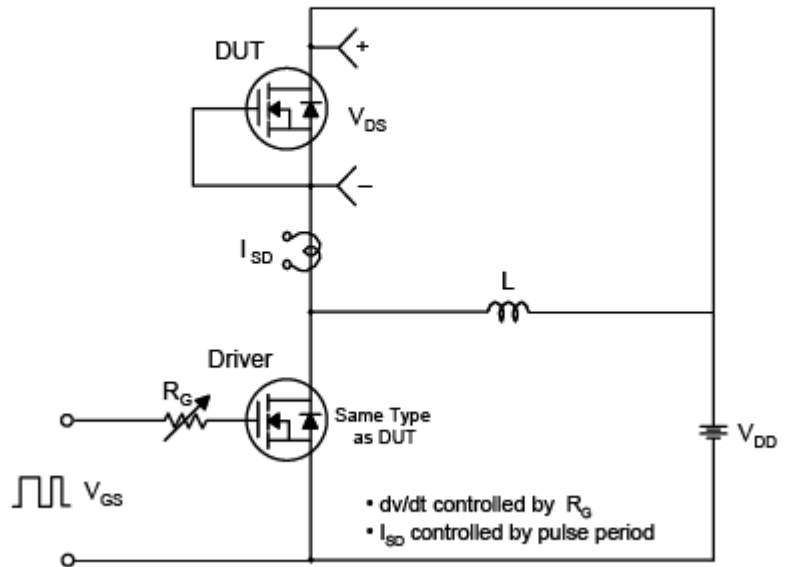 DUT
+
V_DS
−
I_SD
L
Driver
R_G
Same Type
as DUT
V_DD
V_GS
• dv/dt controlled by R_G
• I_SD controlled by pulse period